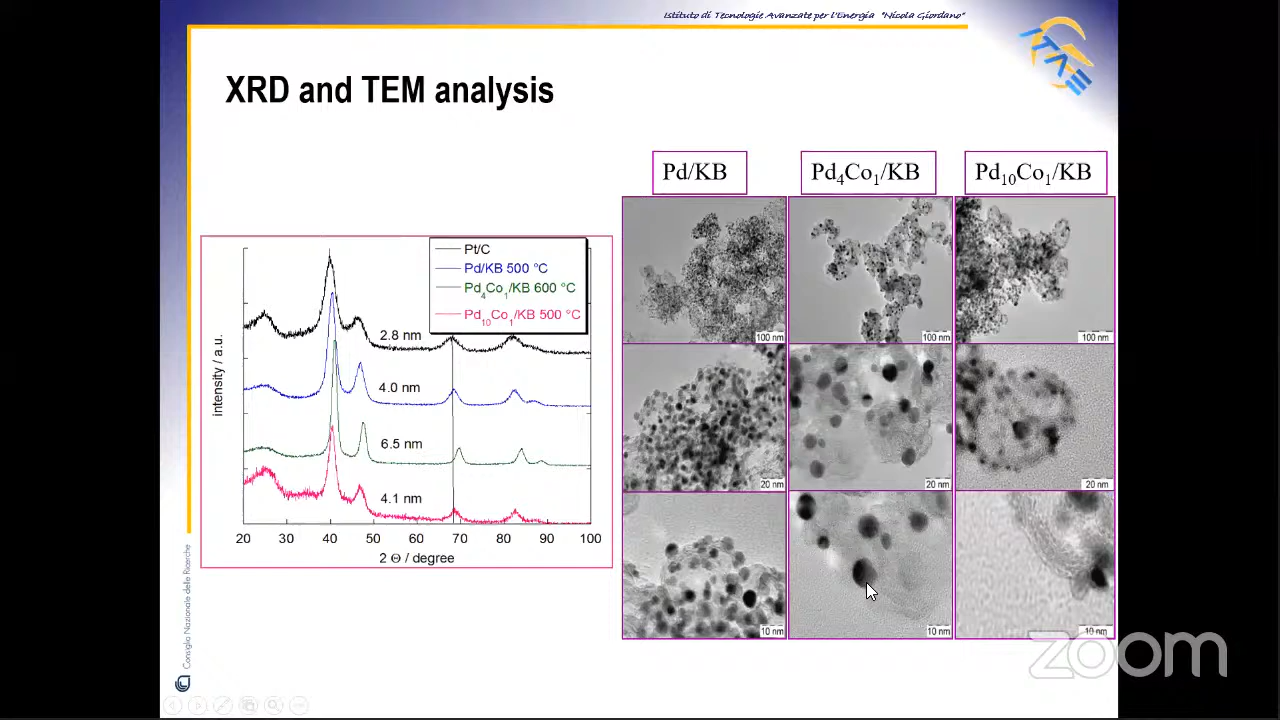 Istituto di Tecnologie Avanzate per l'Energia "Nicola Giordano"
ITAE
XRD and TEM analysis
Pd/KB
Pd4Co1/KB
Pd10Co1/KB
Pt/C
Pd/KB 500 °C
Pd4Co1/KB 600 °C
Pd10Co1/KB 500 °C
2.8 nm
4.0 nm
6.5 nm
4.1 nm
intensity / a.u.
20 30 40 50 60 70 80 90 100
2 Θ / degree
100 nm
100 nm
100 nm
20 nm
20 nm
20 nm
10 nm
10 nm
10 nm
Consiglio Nazionale delle Ricerche
zoom